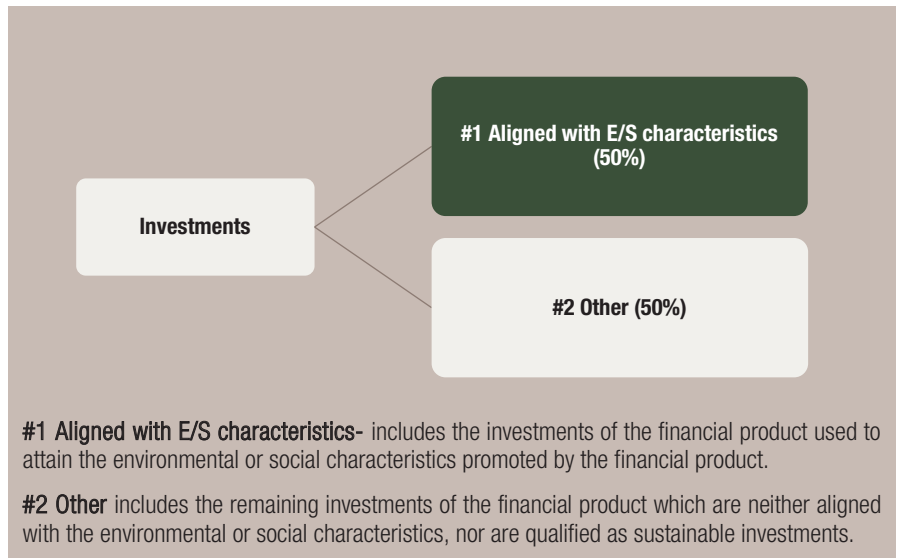 #1 Aligned with E/S characteristics
(50%)
Investments
#2 Other (50%)
#1 Aligned with E/S characteristics- includes the investments of the financial product used to
attain the environmental or social characteristics promoted by the financial product.
#2 Other includes the remaining investments of the financial product which are neither aligned
with the environmental or social characteristics, nor are qualified as sustainable investments.